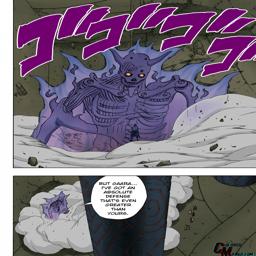 ゴゴゴゴ
BUT GAARA...
I'VE GOT AN
ABSOLUTE
DEFENSE
THAT'S EVEN
GREATER
THAN
YOURS.